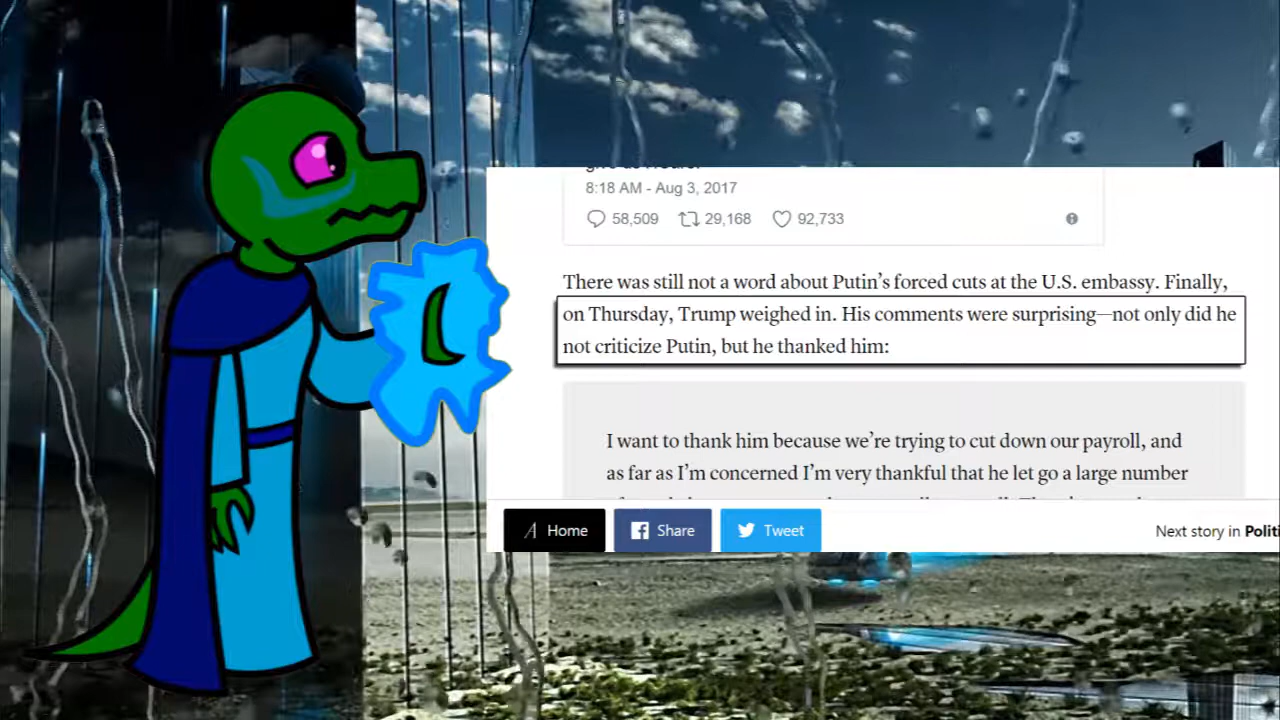 8:18 AM - Aug 3, 2017
58,509 29,168 92,733
There was still not a word about Putin’s forced cuts at the U.S. embassy. Finally,
on Thursday, Trump weighed in. His comments were surprising—not only did he
not criticize Putin, but he thanked him:
I want to thank him because we’re trying to cut down our payroll, and
as far as I’m concerned I’m very thankful that he let go a large number
A Home Share Tweet Next story in Politi